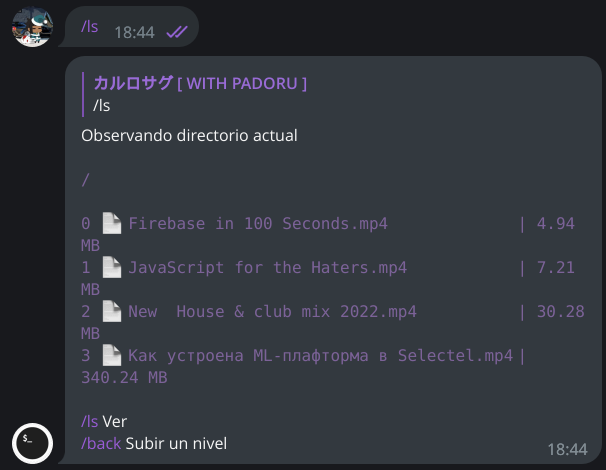 /ls 18:44
カルロサグ [ WITH PADORU ]
/ls
Observando directorio actual
/
0 Firebase in 100 Seconds.mp4 | 4.94
MB
1 JavaScript for the Haters.mp4 | 7.21
MB
2 New House & club mix 2022.mp4 | 30.28
MB
3 Как устроена ML-плафторма в Selectel.mp4 |
340.24 MB
/ls Ver
/back Subir un nivel
$_
18:44